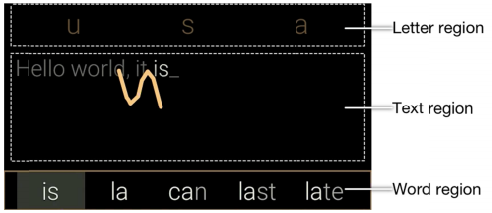 u s a
Letter region
Hello world, it is_
Text region
is la can last late
Word region